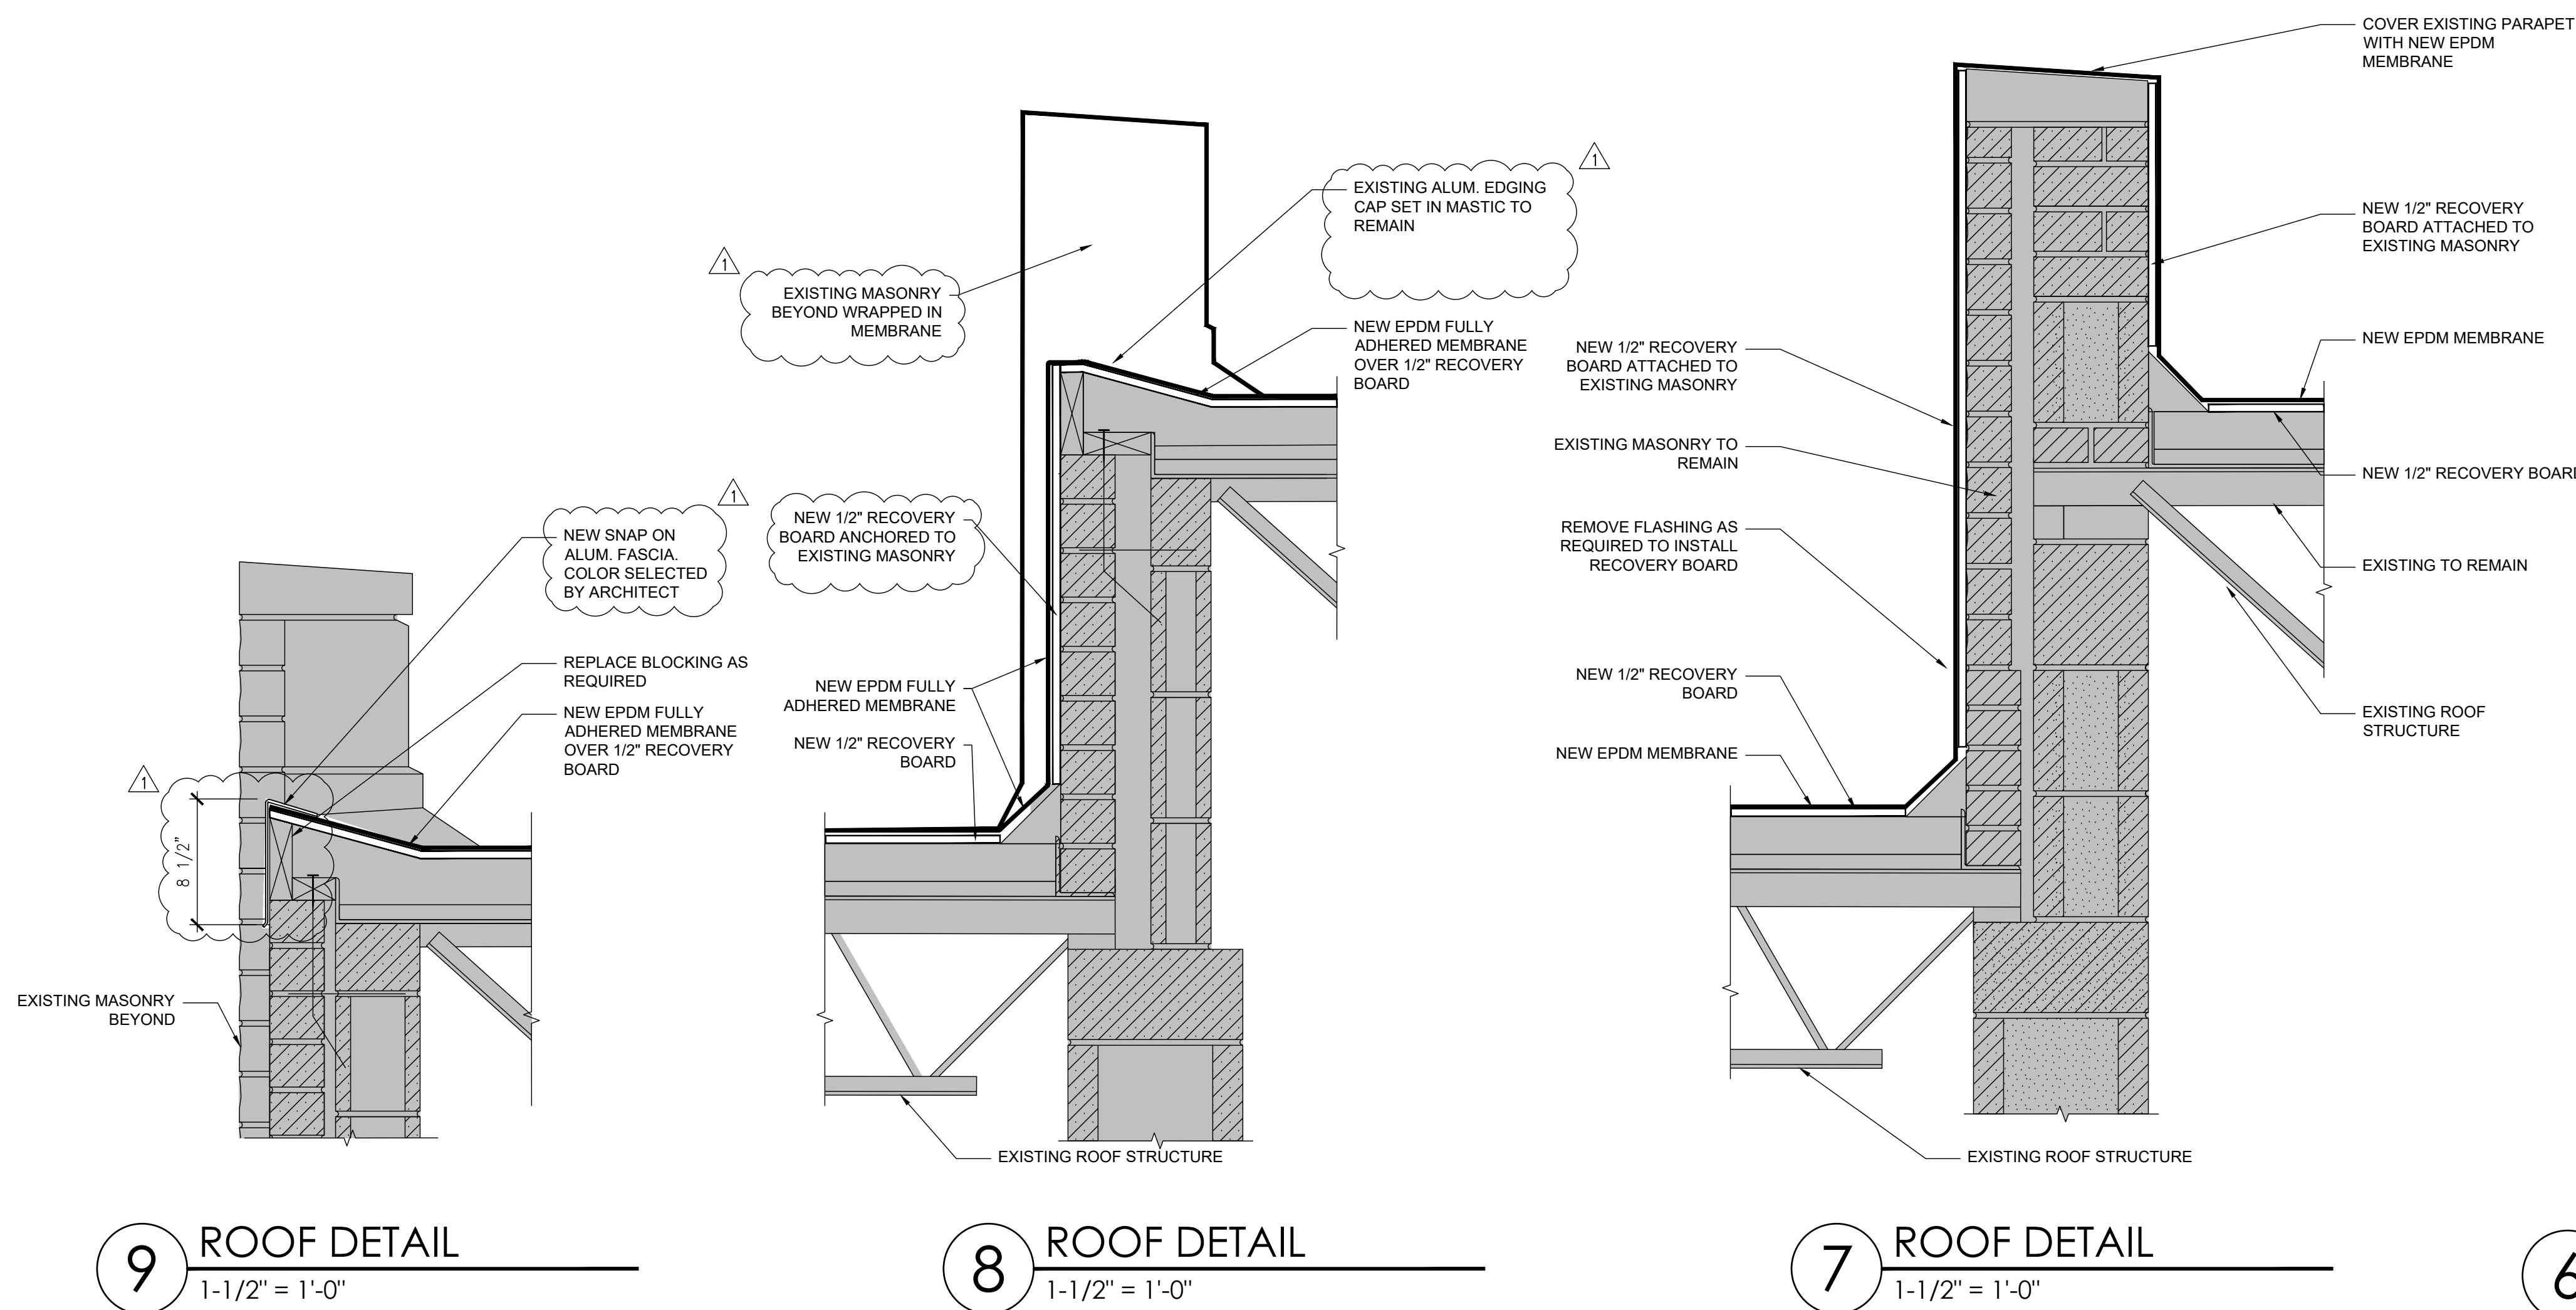 1
NEW SNAP ON
ALUM. FASCIA.
COLOR SELECTED
BY ARCHITECT
REPLACE BLOCKING AS
REQUIRED
NEW EPDM FULLY
ADHERED MEMBRANE
OVER 1/2" RECOVERY
BOARD
1
8 1/2"
EXISTING MASONRY
BEYOND
9
ROOF DETAIL
1-1/2" = 1'-0"
1
EXISTING MASONRY
BEYOND WRAPPED IN
MEMBRANE
1
EXISTING ALUM. EDGING
CAP SET IN MASTIC TO
REMAIN
NEW EPDM FULLY
ADHERED MEMBRANE
OVER 1/2" RECOVERY
BOARD
NEW 1/2" RECOVERY
BOARD ANCHORED TO
EXISTING MASONRY
NEW EPDM FULLY
ADHERED MEMBRANE
NEW 1/2" RECOVERY
BOARD
EXISTING ROOF STRUCTURE
8
ROOF DETAIL
1-1/2" = 1'-0"
COVER EXISTING PARAPET
WITH NEW EPDM
MEMBRANE
NEW 1/2" RECOVERY
BOARD ATTACHED TO
EXISTING MASONRY
NEW EPDM MEMBRANE
NEW 1/2" RECOVERY BOARD
EXISTING TO REMAIN
EXISTING ROOF
STRUCTURE
NEW 1/2" RECOVERY
BOARD ATTACHED TO
EXISTING MASONRY
EXISTING MASONRY TO
REMAIN
REMOVE FLASHING AS
REQUIRED TO INSTALL
RECOVERY BOARD
NEW 1/2" RECOVERY
BOARD
NEW EPDM MEMBRANE
EXISTING ROOF STRUCTURE
7
ROOF DETAIL
1-1/2" = 1'-0"
6